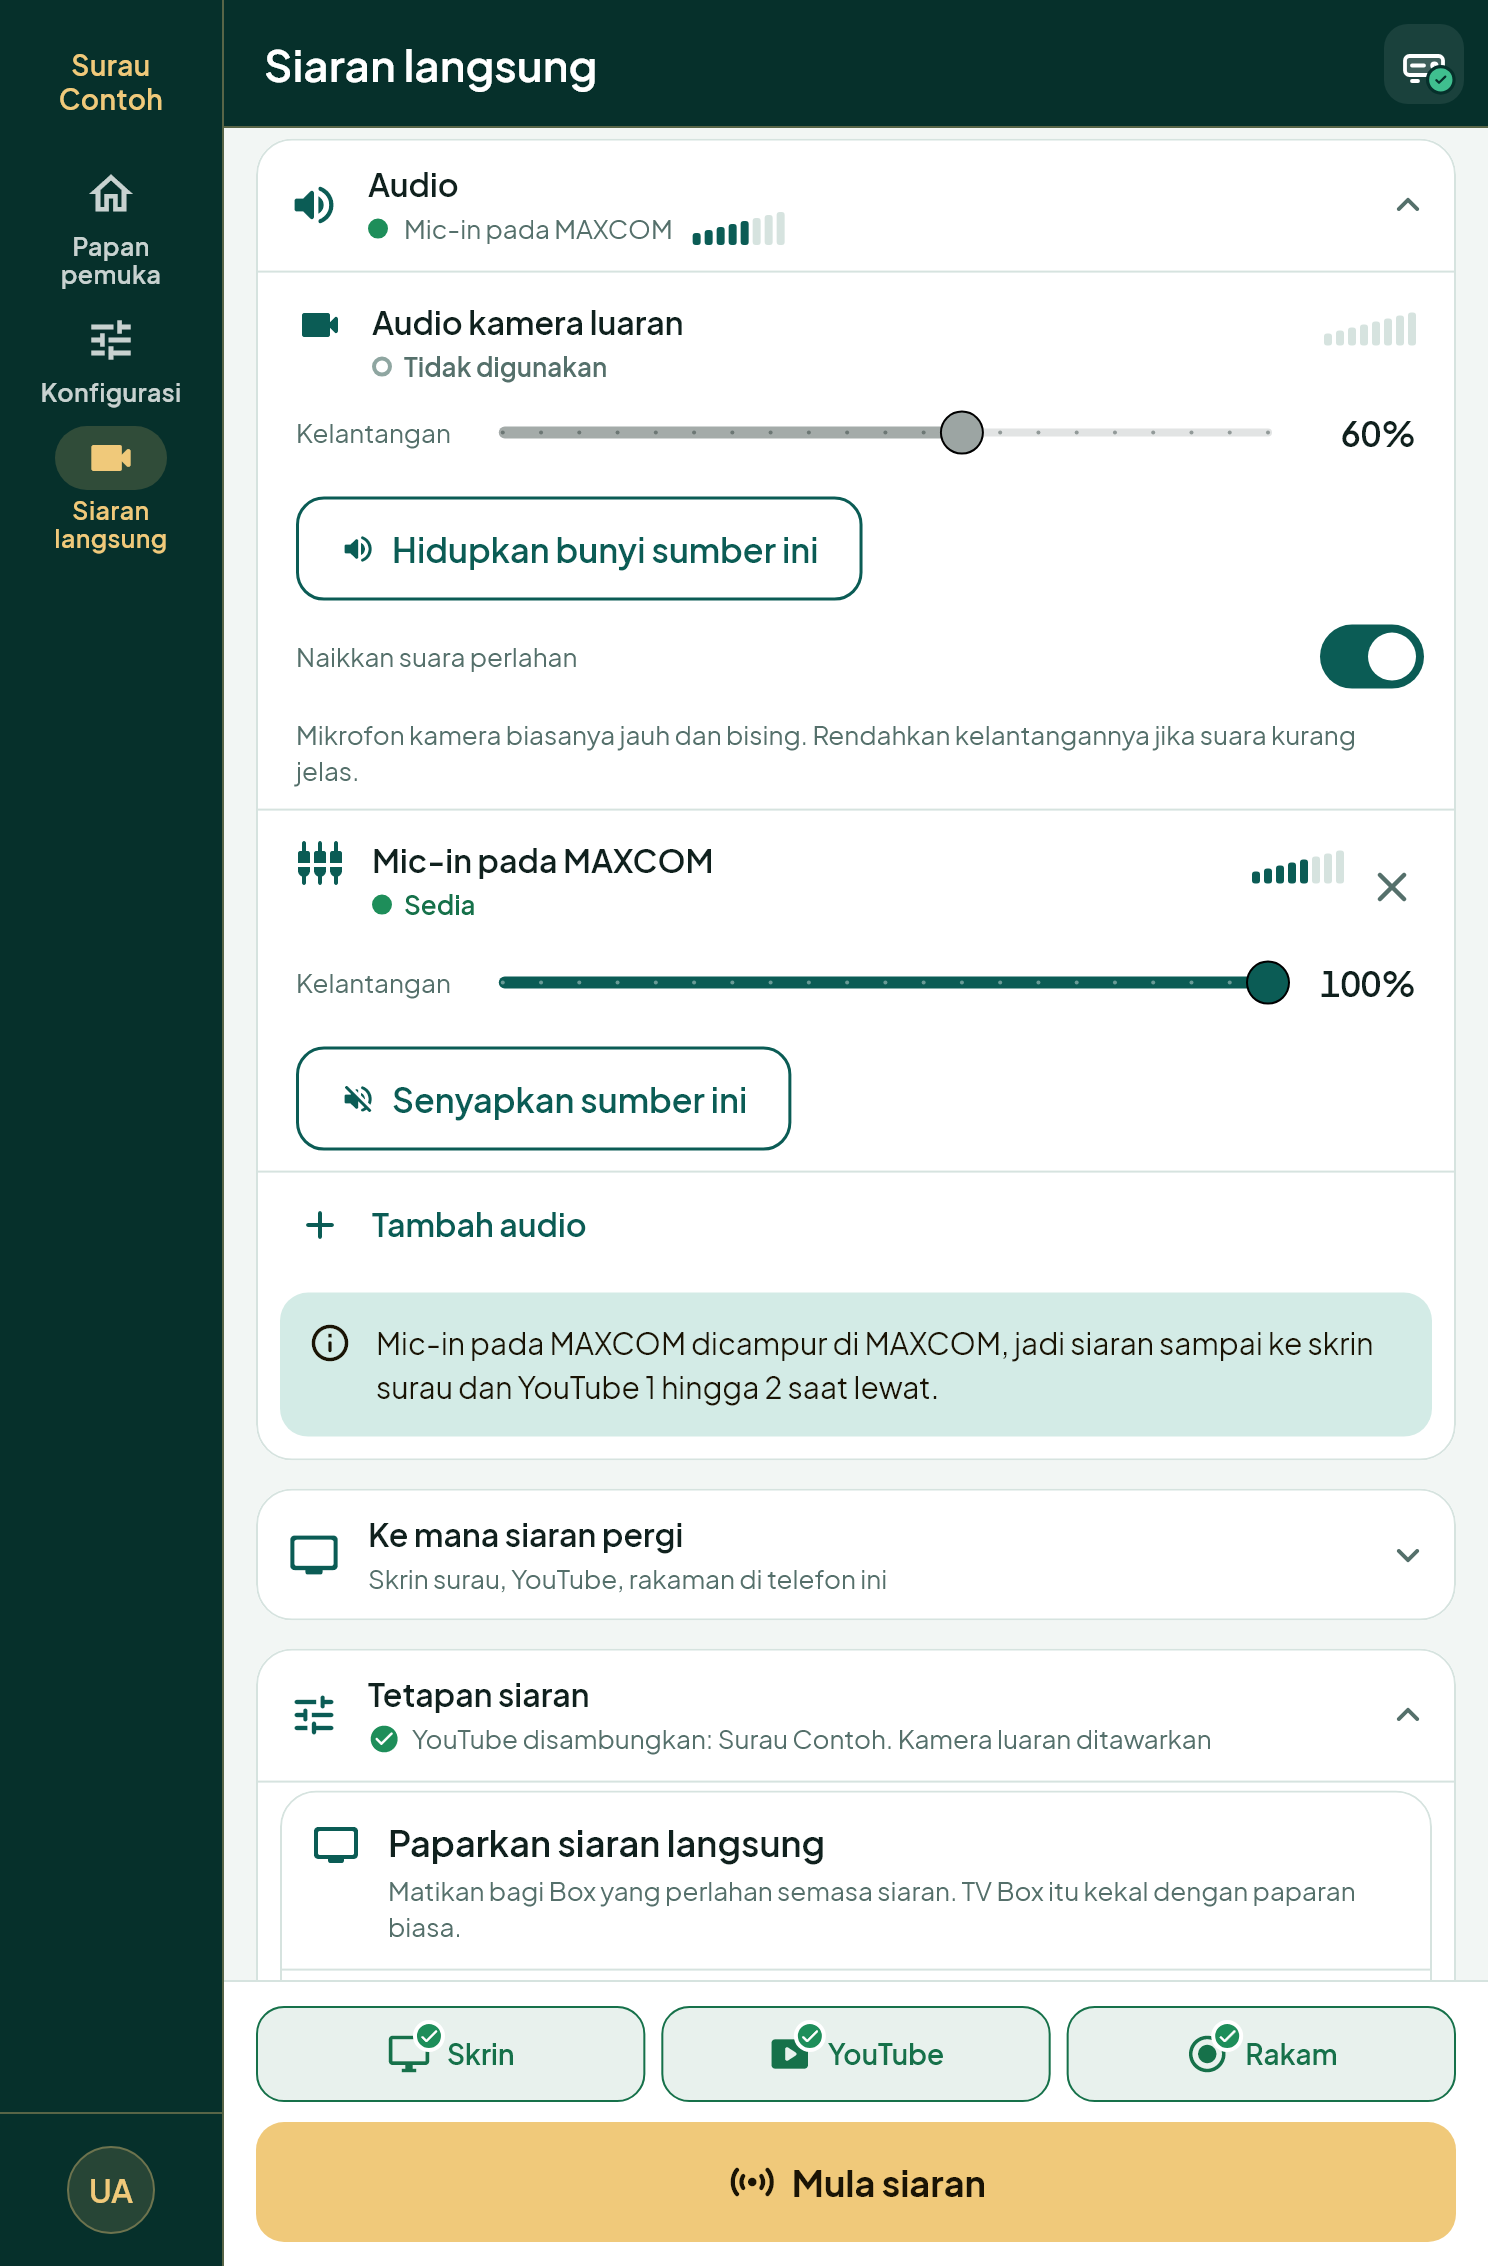 Surau
Contoh
Papan
pemuka
Konfigurasi
Siaran
langsung
UA
Siaran langsung
Audio
Mic-in pada MAXCOM
Audio kamera luaran
Tidak digunakan
Kelantangan
60%
Hidupkan bunyi sumber ini
Naikkan suara perlahan
Mikrofon kamera biasanya jauh dan bising. Rendahkan kelantangannya jika suara kurang
jelas.
Mic-in pada MAXCOM
Sedia
Kelantangan
100%
Senyapkan sumber ini
Tambah audio
Mic-in pada MAXCOM dicampur di MAXCOM, jadi siaran sampai ke skrin
surau dan YouTube 1 hingga 2 saat lewat.
Ke mana siaran pergi
Skrin surau, YouTube, rakaman di telefon ini
Tetapan siaran
YouTube disambungkan: Surau Contoh. Kamera luaran ditawarkan
Paparkan siaran langsung
Matikan bagi Box yang perlahan semasa siaran. TV Box itu kekal dengan paparan
biasa.
Skrin
YouTube
Rakam
Mula siaran